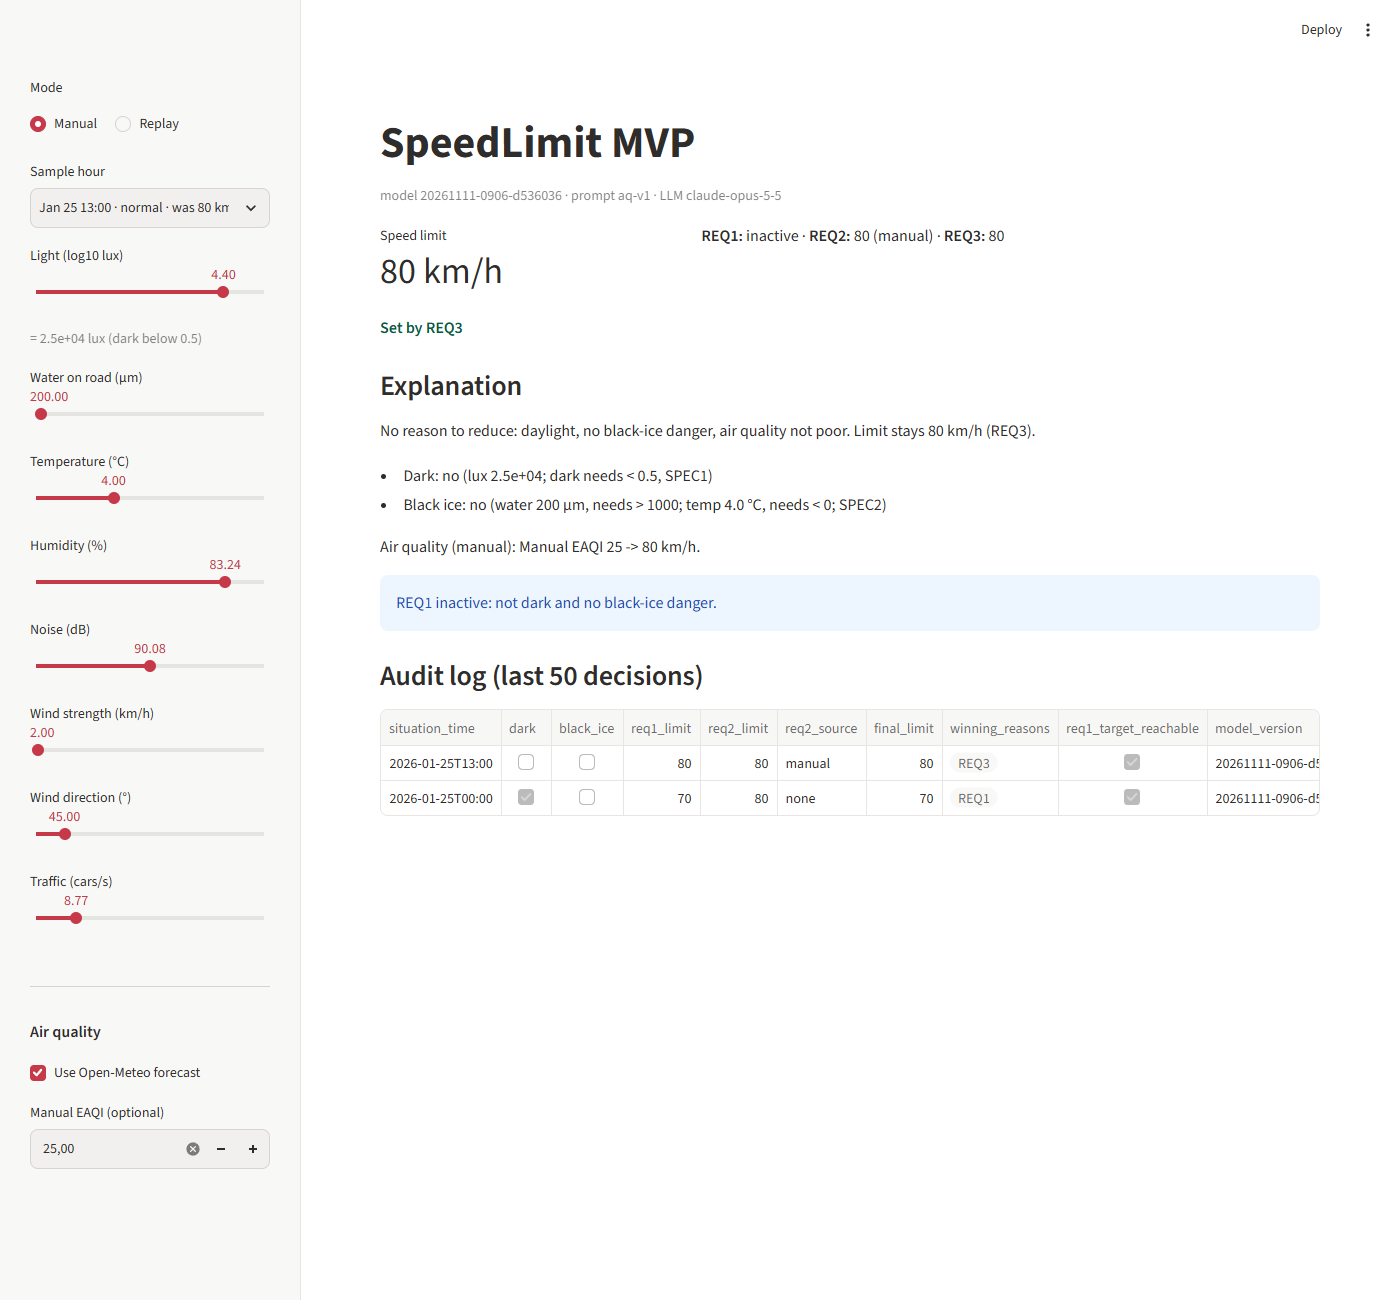 Deploy
Mode
Manual
Replay
Sample hour
Jan 25 13:00 · normal · was 80 km
Light (log10 lux)
4.40
= 2.5e+04 lux (dark below 0.5)
Water on road (µm)
200.00
Temperature (°C)
4.00
Humidity (%)
83.24
Noise (dB)
90.08
Wind strength (km/h)
2.00
Wind direction (°)
45.00
Traffic (cars/s)
8.77
Air quality
Use Open-Meteo forecast
Manual EAQI (optional)
25,00
SpeedLimit MVP
model 20261111-0906-d536036 · prompt aq-v1 · LLM claude-opus-5-5
Speed limit
80 km/h
REQ1: inactive · REQ2: 80 (manual) · REQ3: 80
Set by REQ3
Explanation
No reason to reduce: daylight, no black-ice danger, air quality not poor. Limit stays 80 km/h (REQ3).
• Dark: no (lux 2.5e+04; dark needs < 0.5, SPEC1)
• Black ice: no (water 200 µm, needs > 1000; temp 4.0 °C, needs < 0; SPEC2)
Air quality (manual): Manual EAQI 25 -> 80 km/h.
REQ1 inactive: not dark and no black-ice danger.
Audit log (last 50 decisions)
situation_time dark black_ice req1_limit req2_limit req2_source final_limit winning_reasons req1_target_reachable model_version
2026-01-25T13:00 80 80 manual 80 REQ3 20261111-0906-d5
2026-01-25T00:00 70 80 none 70 REQ1 20261111-0906-d5